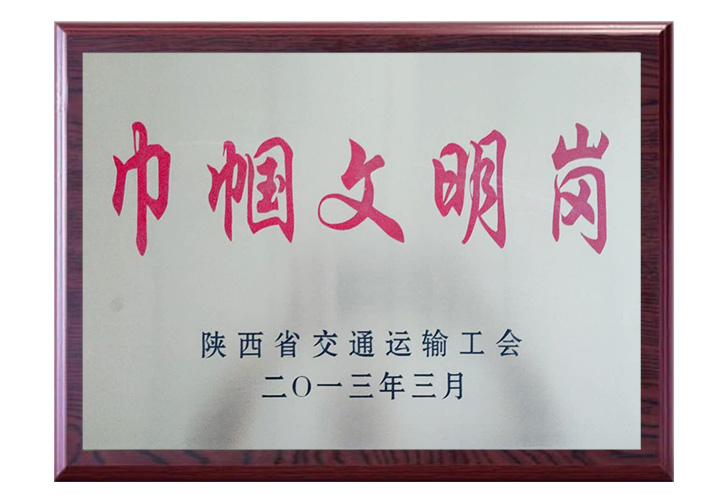 巾帼文明岗
陕西省交通运输工会
二〇一三年三月